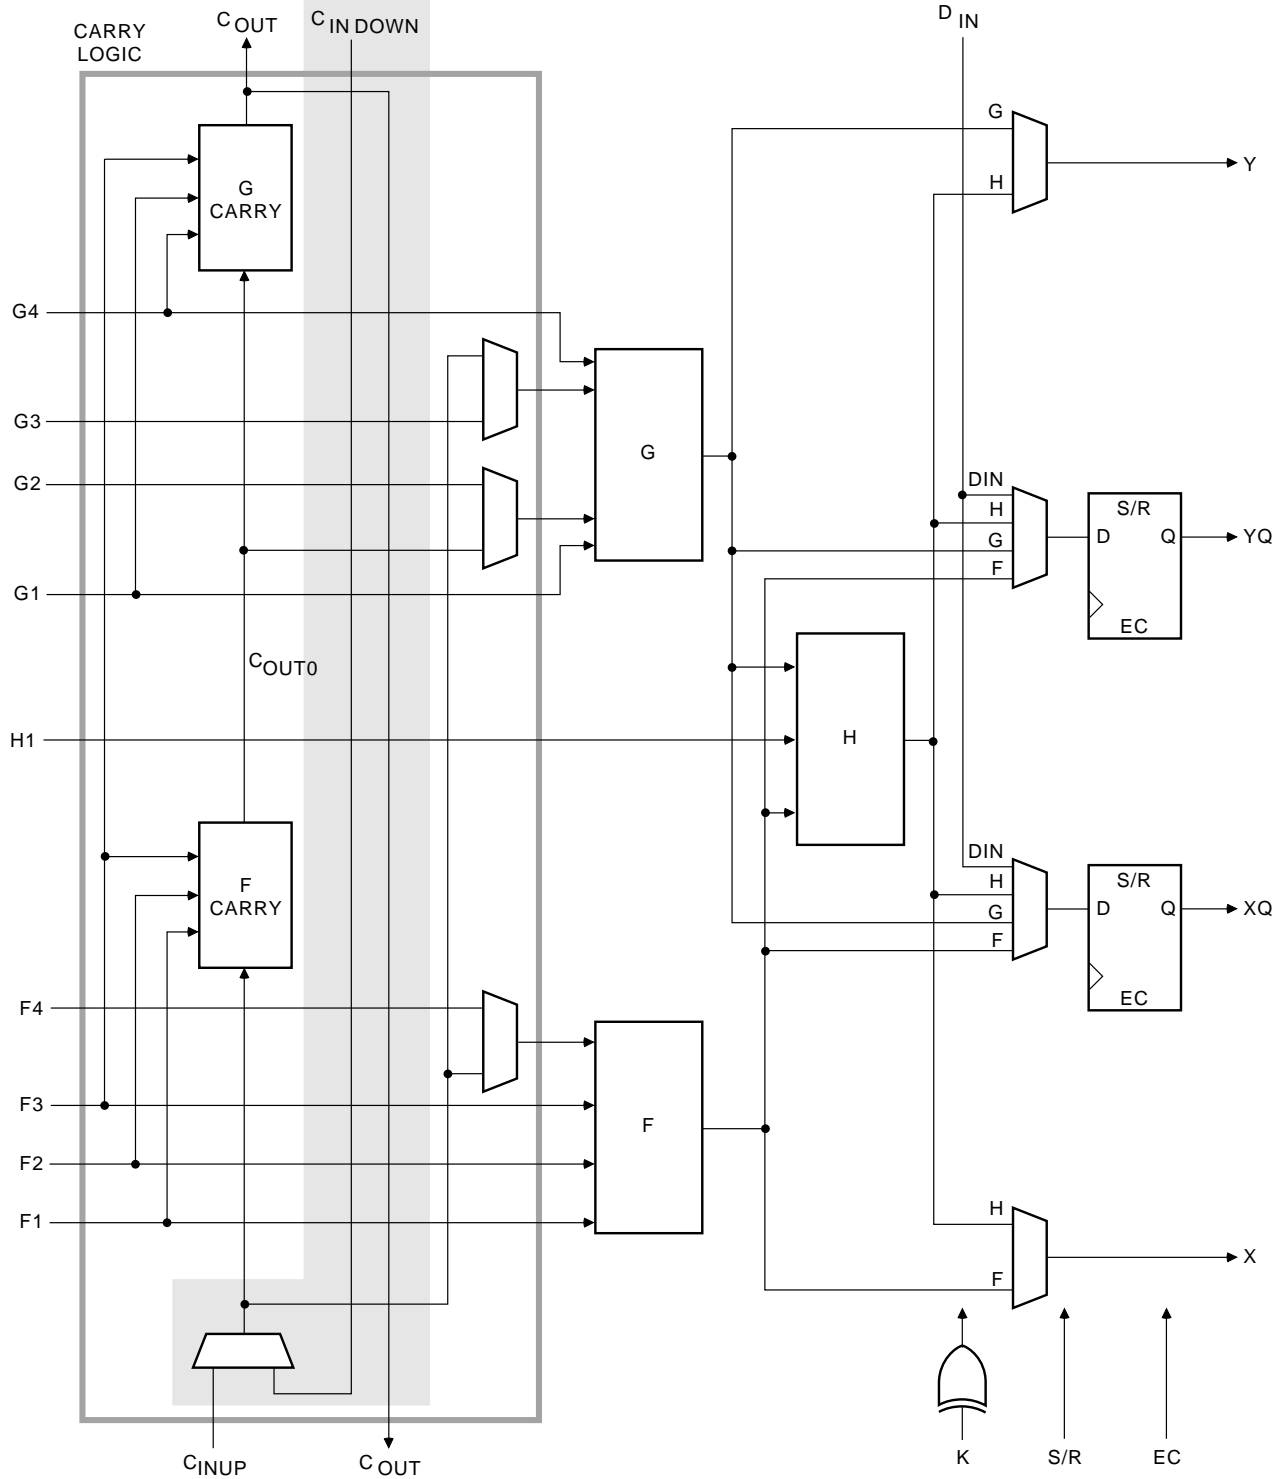 CARRY
LOGIC
C OUT
C IN DOWN
D IN
G
CARRY
G
H
Y
G4
G3
G2
G1
G
DIN
H
G
F
S/R
D
Q
EC
YQ
C OUT0
H1
H
F
CARRY
DIN
H
G
F
S/R
D
Q
EC
XQ
F4
F3
F2
F1
F
H
F
X
C INUP
C OUT
K
S/R
EC